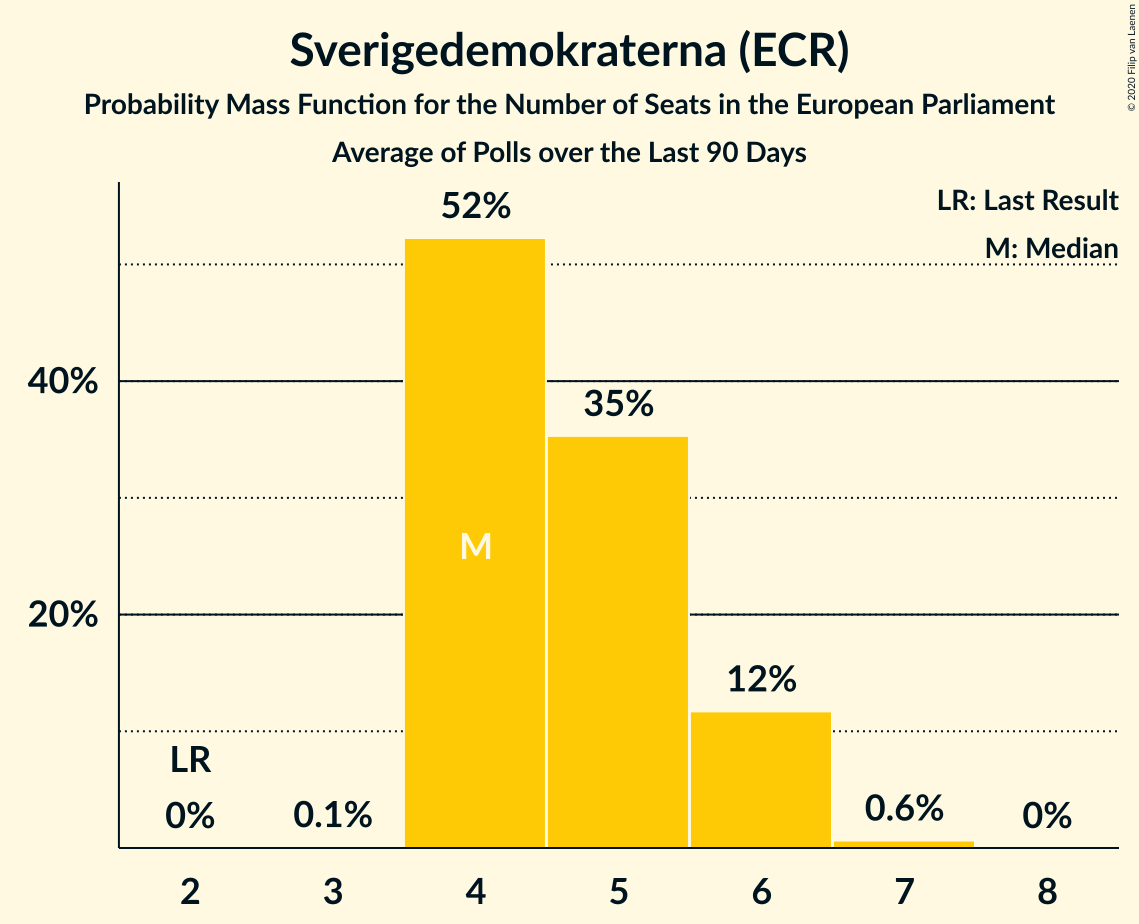 Sverigedemokraterna (ECR)
Probability Mass Function for the Number of Seats in the European Parliament
Average of Polls over the Last 90 Days
© 2020 Filip van Laenen
LR: Last Result
M: Median
52%
40%
35%
M
20%
12%
LR
0%
0.1%
0.6%
0%
2 3 4 5 6 7 8